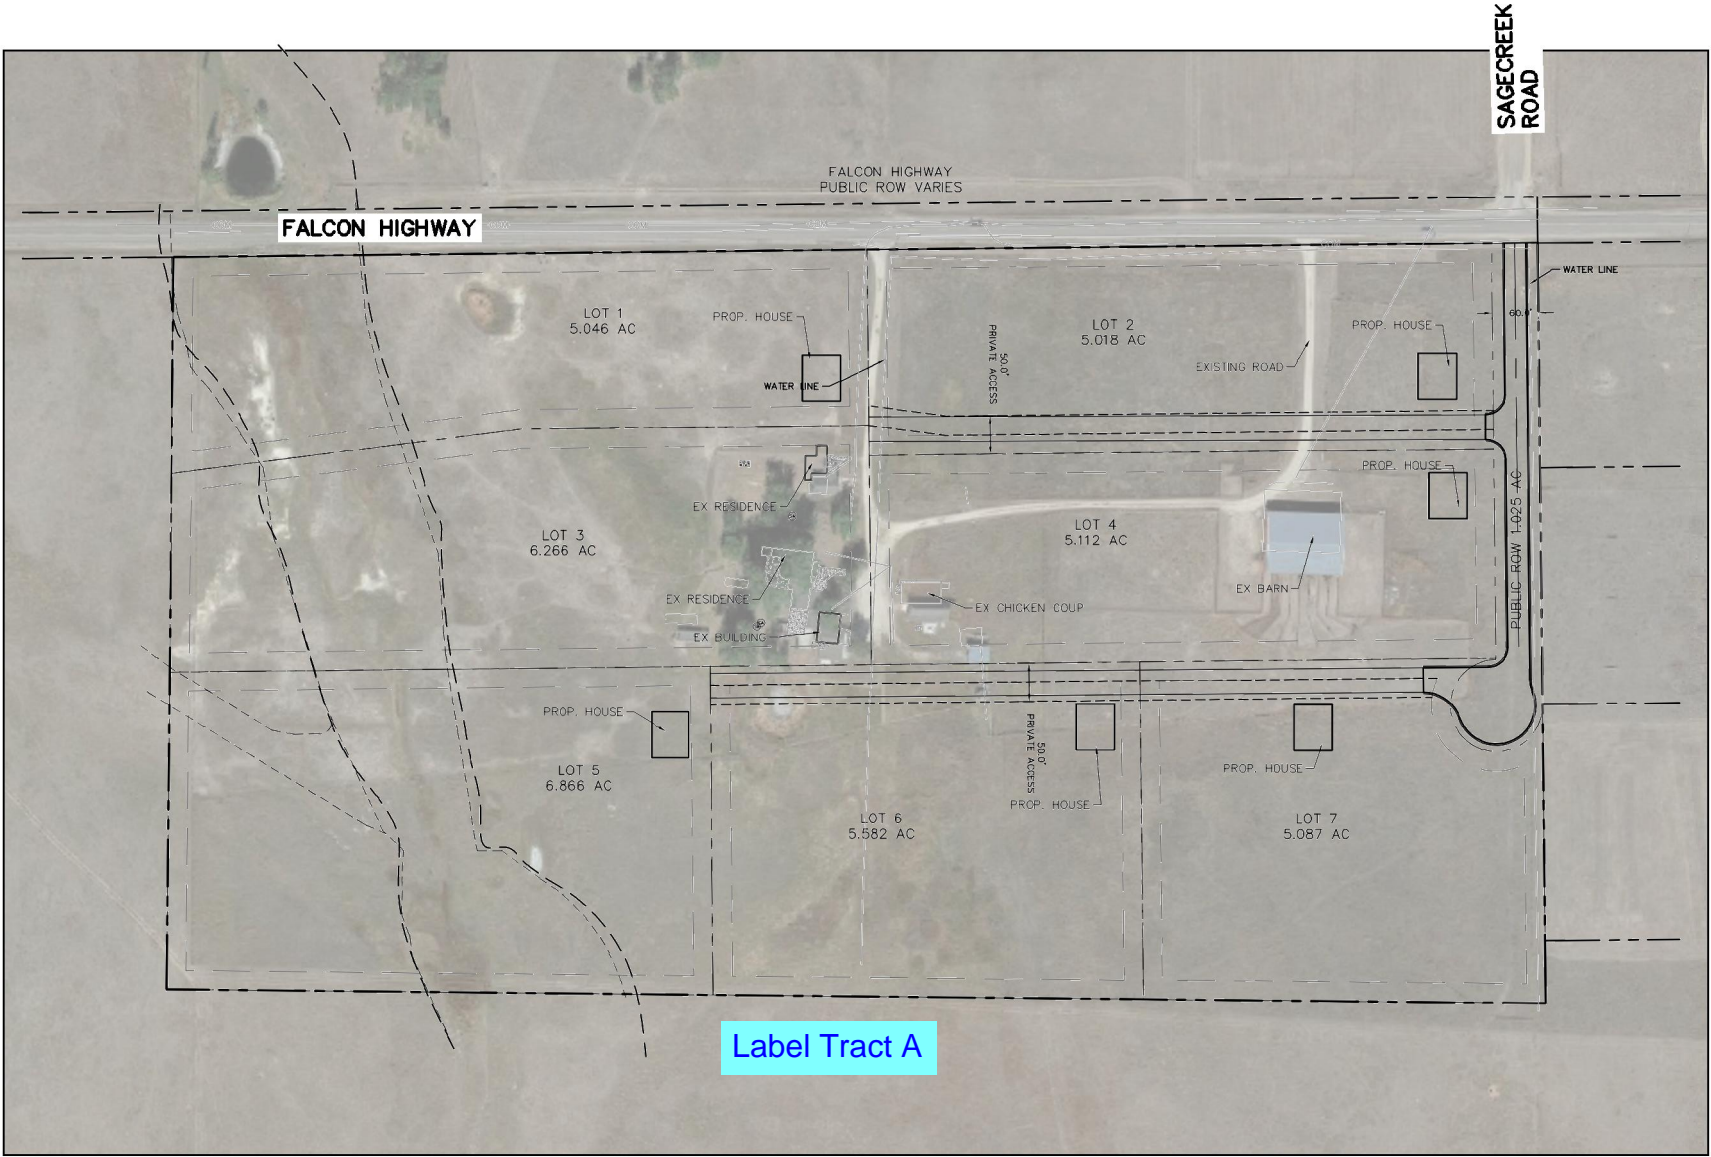 SAGECREEK
ROAD
FALCON HIGHWAY
PUBLIC ROW VARIES
FALCON HIGHWAY
WATER LINE
60.0'
LOT 1
5.046 AC
PROP. HOUSE
LOT 2
5.018 AC
PROP. HOUSE
50.0'
PRIVATE ACCESS
EXISTING ROAD
WATER LINE
PROP. HOUSE
PUBLIC ROW 1.025 AC
EX RESIDENCE
LOT 3
6.266 AC
LOT 4
5.112 AC
EX RESIDENCE
EX BARN
EX CHICKEN COUP
EX BUILDING
PROP. HOUSE
50.0'
PRIVATE ACCESS
LOT 5
6.866 AC
PROP. HOUSE
PROP. HOUSE
LOT 6
5.582 AC
LOT 7
5.087 AC
Label Tract A